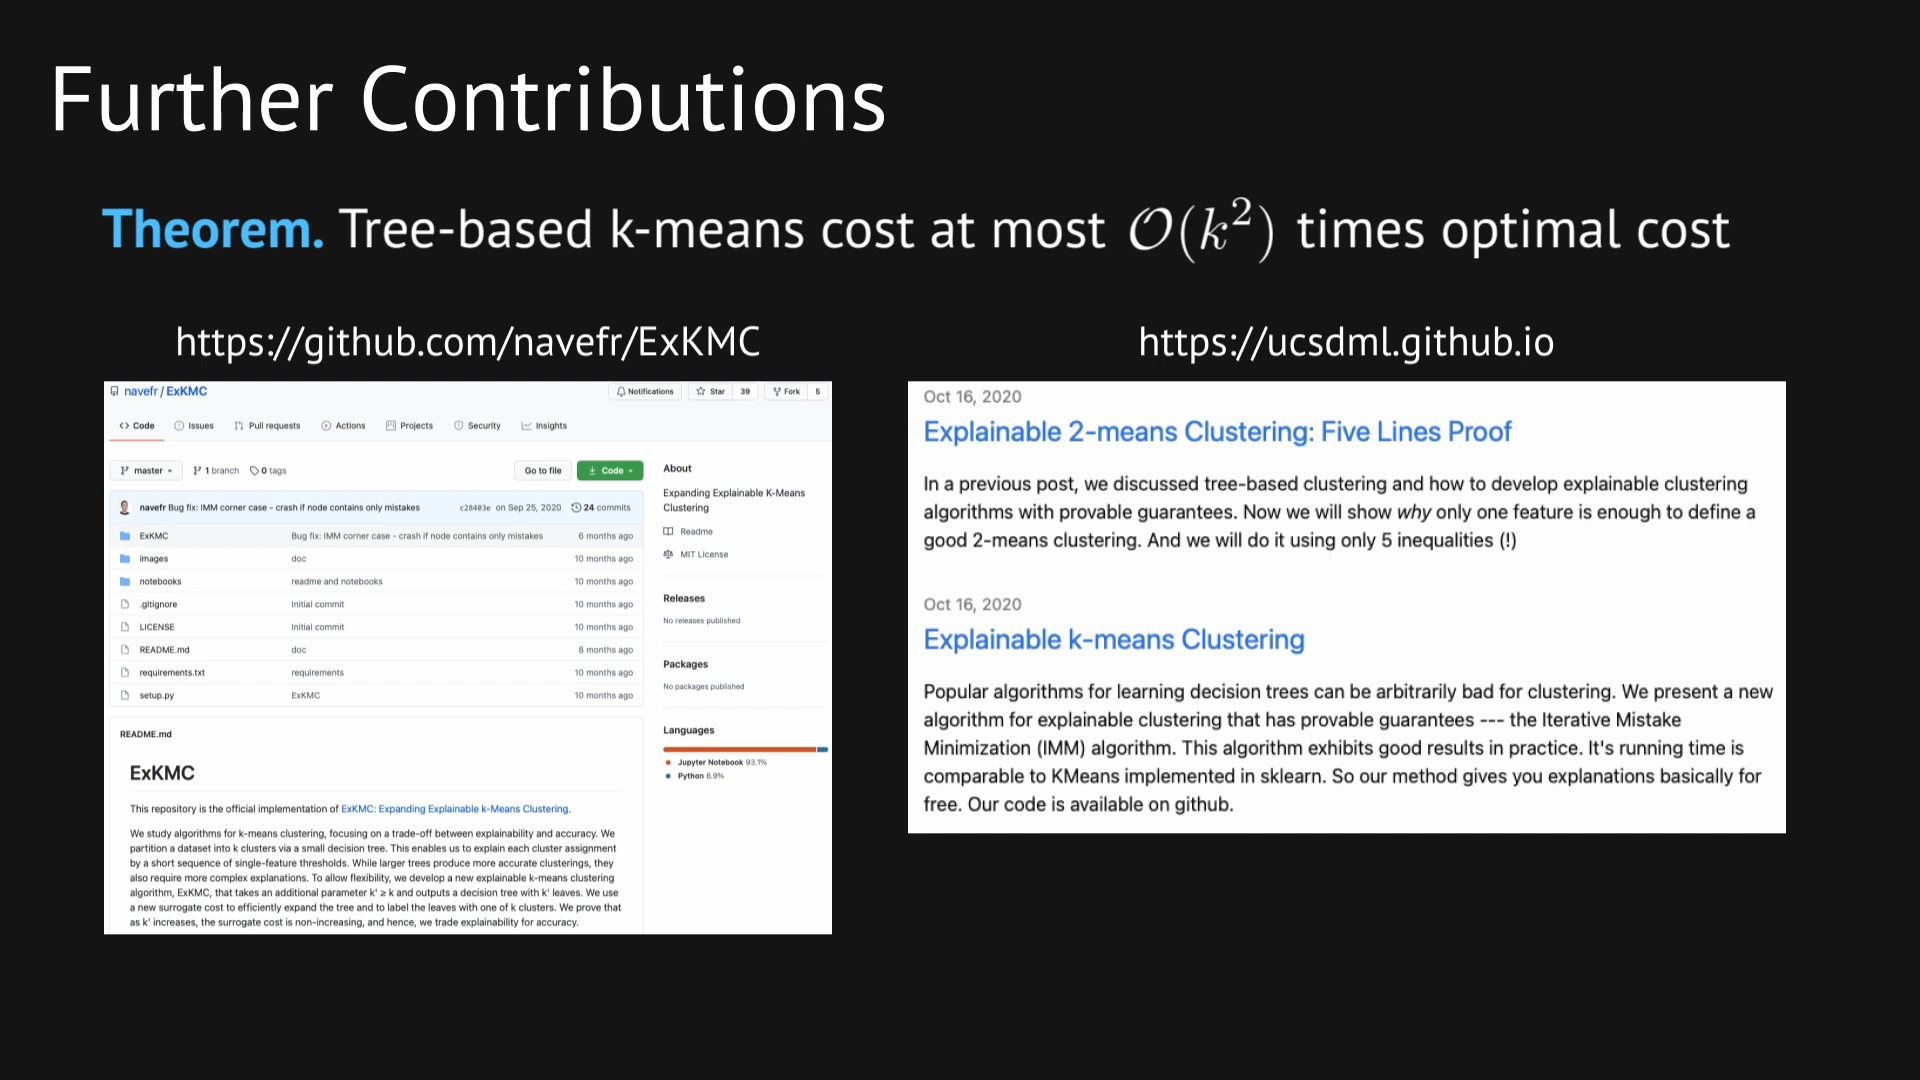 Further Contributions
Theorem. Tree-based k-means cost at most O(k²) times optimal cost
https://github.com/navefr/ExKMC
navefr / ExKMC
Notifications Star 39 Fork 5
Code Issues Pull requests Actions Projects Security Insights
master 1 branch 0 tags Go to file Code
navefr Bug fix: IMM corner case - crash if node contains only mistakes c28403e on Sep 25, 2020 24 commits
ExKMC Bug fix: IMM corner case - crash if node contains only mistakes 6 months ago
images doc 10 months ago
notebooks readme and notebooks 10 months ago
.gitignore Initial commit 10 months ago
LICENSE Initial commit 10 months ago
README.md doc 8 months ago
requirements.txt requirements 10 months ago
setup.py ExKMC 10 months ago
README.md
ExKMC
This repository is the official implementation of ExKMC: Expanding Explainable k-Means Clustering.
We study algorithms for k-means clustering, focusing on a trade-off between explainability and accuracy. We
partition a dataset into k clusters via a small decision tree. This enables us to explain each cluster assignment
by a short sequence of single-feature thresholds. While larger trees produce more accurate clusterings, they
also require more complex explanations. To allow flexibility, we develop a new explainable k-means clustering
algorithm, ExKMC, that takes an additional parameter k' ≥ k and outputs a decision tree with k' leaves. We use
a new surrogate cost to efficiently expand the tree and to label the leaves with one of k clusters. We prove that
as k' increases, the surrogate cost is non-increasing, and hence, we trade explainability for accuracy.
About
Expanding Explainable K-Means
Clustering
Readme
MIT License
Releases
No releases published
Packages
No packages published
Languages
Jupyter Notebook 93.1%
Python 6.9%
https://ucsdml.github.io
Oct 16, 2020
Explainable 2-means Clustering: Five Lines Proof
In a previous post, we discussed tree-based clustering and how to develop explainable clustering
algorithms with provable guarantees. Now we will show why only one feature is enough to define a
good 2-means clustering. And we will do it using only 5 inequalities (!)
Oct 16, 2020
Explainable k-means Clustering
Popular algorithms for learning decision trees can be arbitrarily bad for clustering. We present a new
algorithm for explainable clustering that has provable guarantees --- the Iterative Mistake
Minimization (IMM) algorithm. This algorithm exhibits good results in practice. It's running time is
comparable to KMeans implemented in sklearn. So our method gives you explanations basically for
free. Our code is available on github.